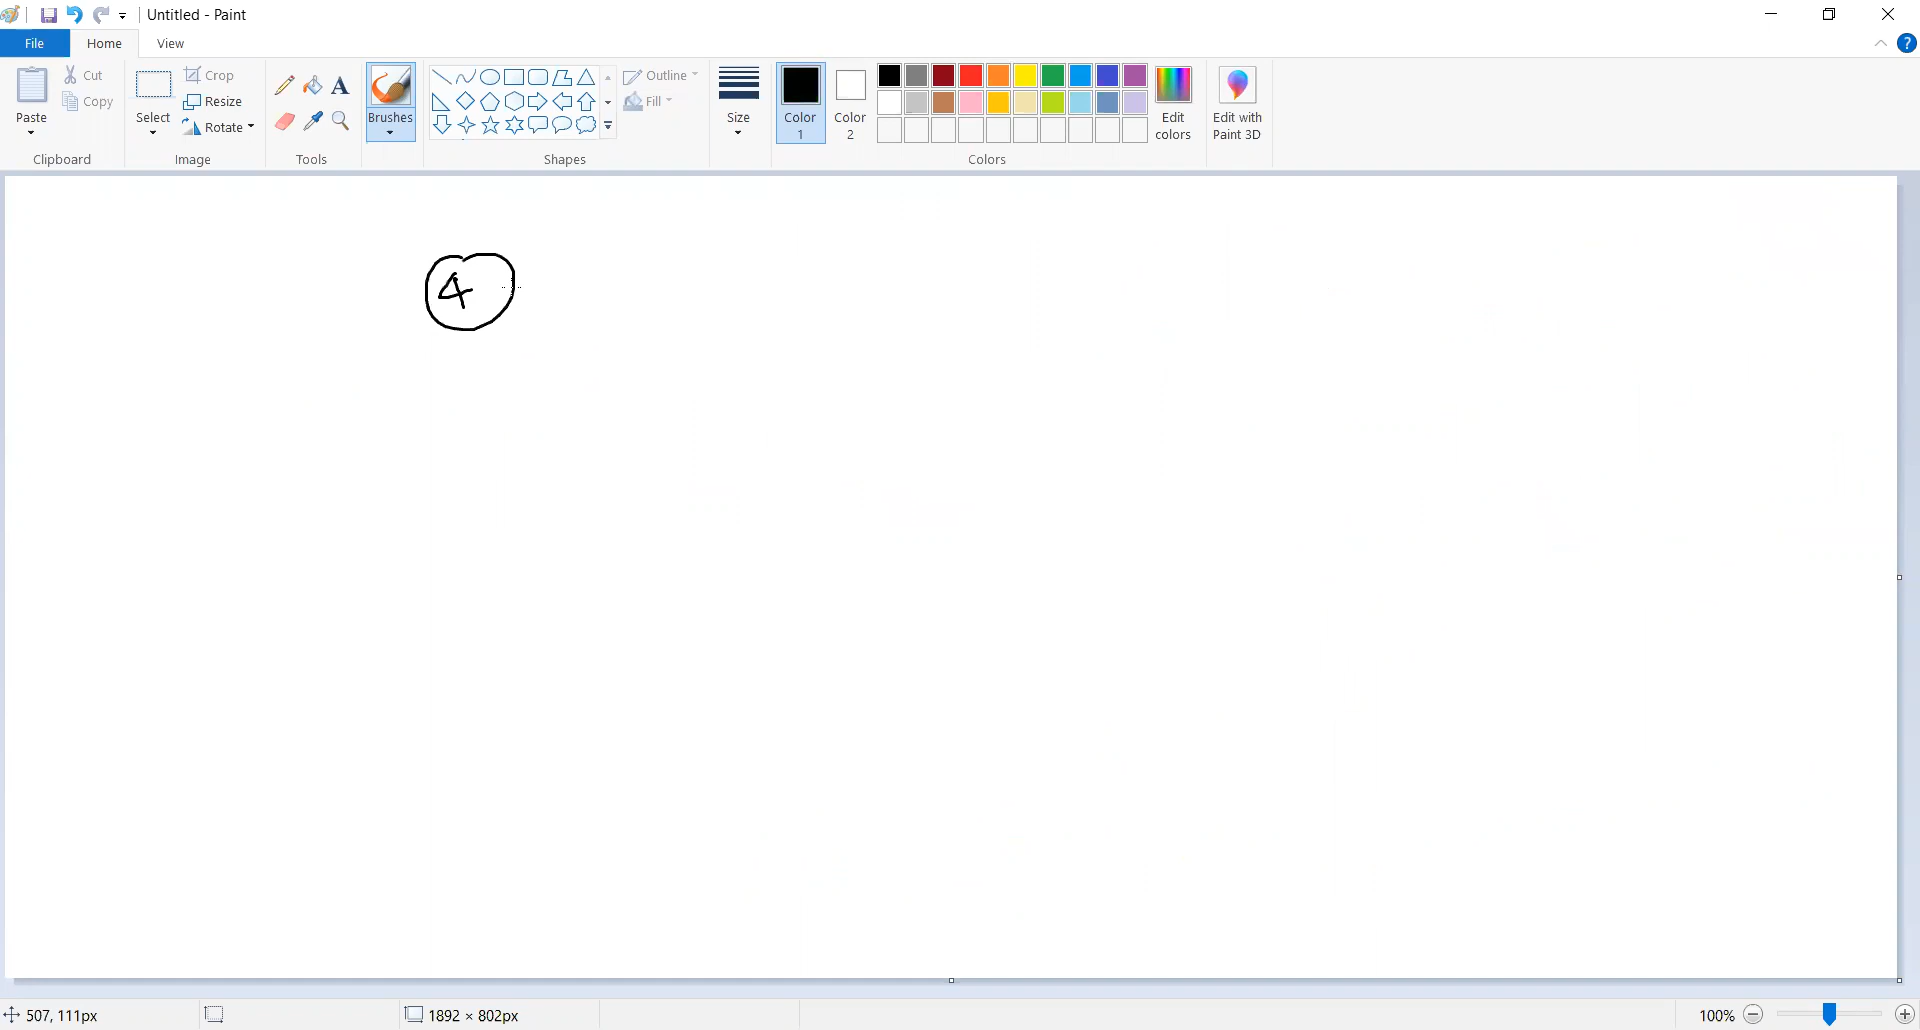 Untitled - Paint
File Home View
Paste Cut Copy Clipboard
Select Crop Resize Rotate Image
Tools
Brushes
Outline Fill Shapes
Size
Color 1 Color 2 Edit colors Colors
Edit with Paint 3D
4
507, 111px 1892 × 802px 100%